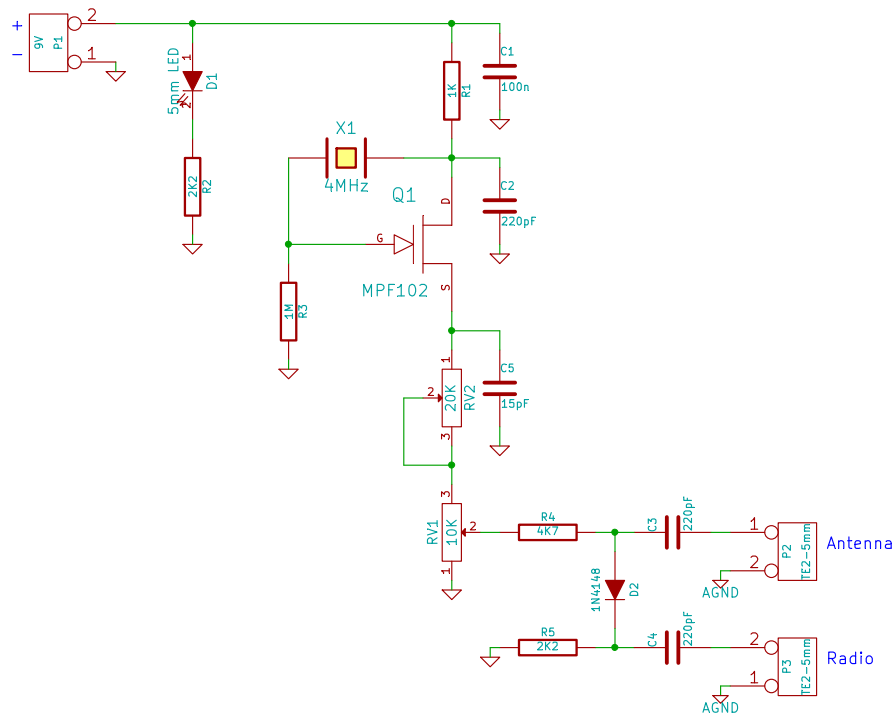 +
2
9V
P1
-
1
1
5mm LED
D1
2
2K2
R2
1K
R1
C1
100n
X1
4MHz
Q1
D
G
S
MPF102
C2
220pF
1M
R3
1
2
20K
RV2
3
C5
15pF
3
RV1
10K
2
1
R4
4K7
C3
220pF
1
2
P2
TE2-5mm
Antenna
AGND
1N4148
D2
R5
2K2
C4
220pF
2
1
P3
TE2-5mm
Radio
AGND